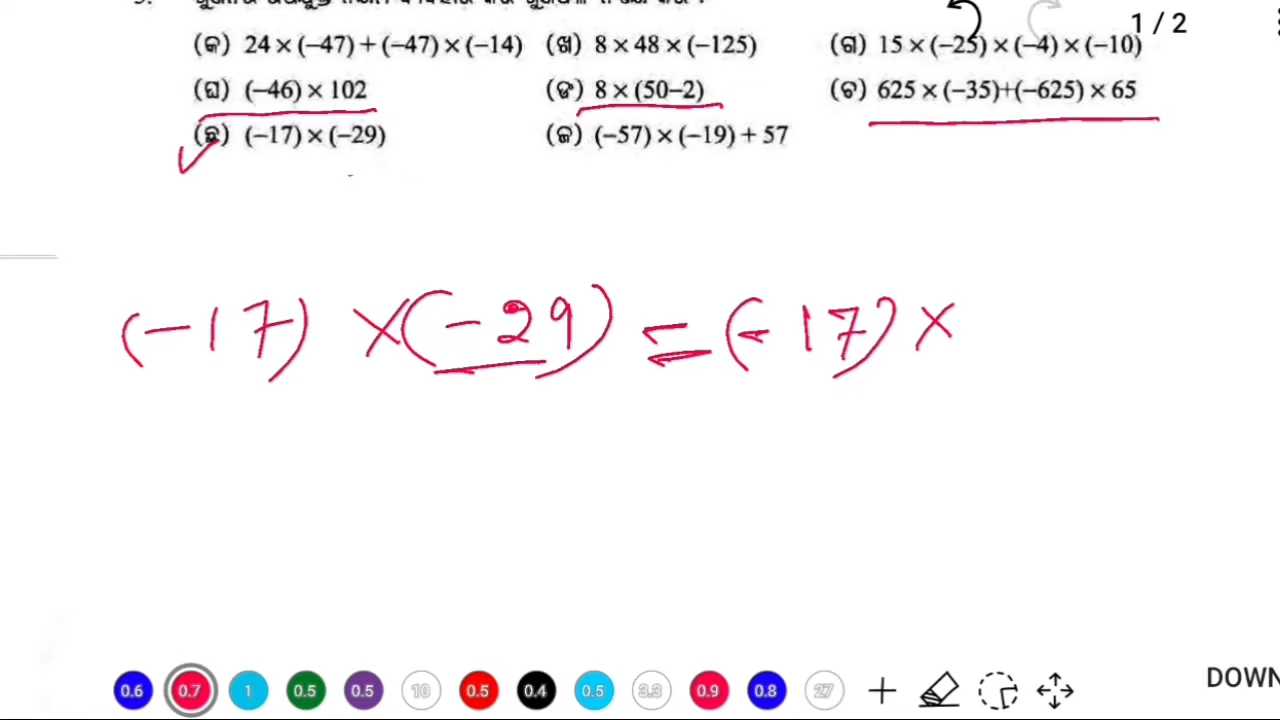 1 / 2
(କ) 24 × (–47) + (–47) × (–14) (ଖ) 8 × 48 × (–125) (ଗ) 15 × (–25) × (–4) × (–10)
(ଘ) (–46) × 102 (ଙ) 8 × (50–2) (ଚ) 625 × (–35)+(–625) × 65
(ଛ) (–17) × (–29) (ଜ) (–57) × (–19) + 57
(-17) × (-29) = (-17) ×
0.6 0.7 1 0.5 0.5 10 0.5 0.4 0.5 3.3 0.9 0.8 27 DOWN